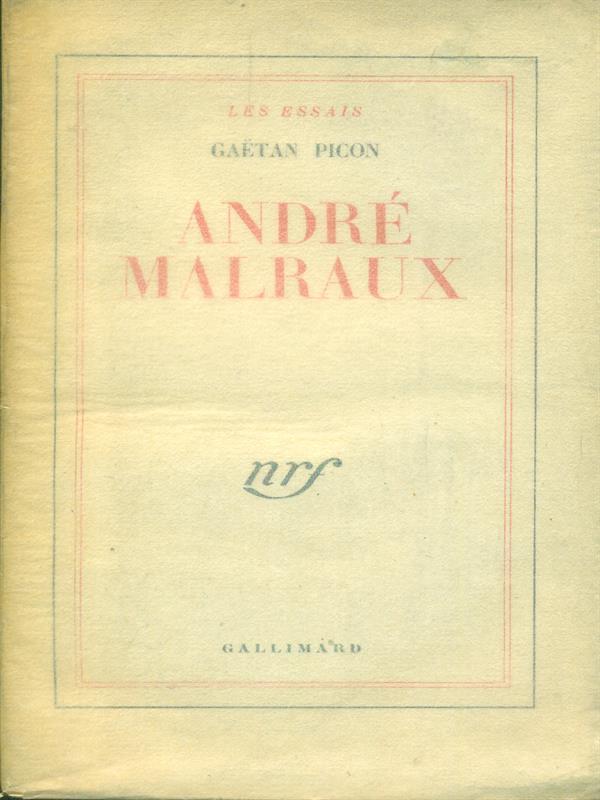 LES ESSAIS
GAËTAN PICON
ANDRÉ
MALRAUX
nrf
GALLIMARD